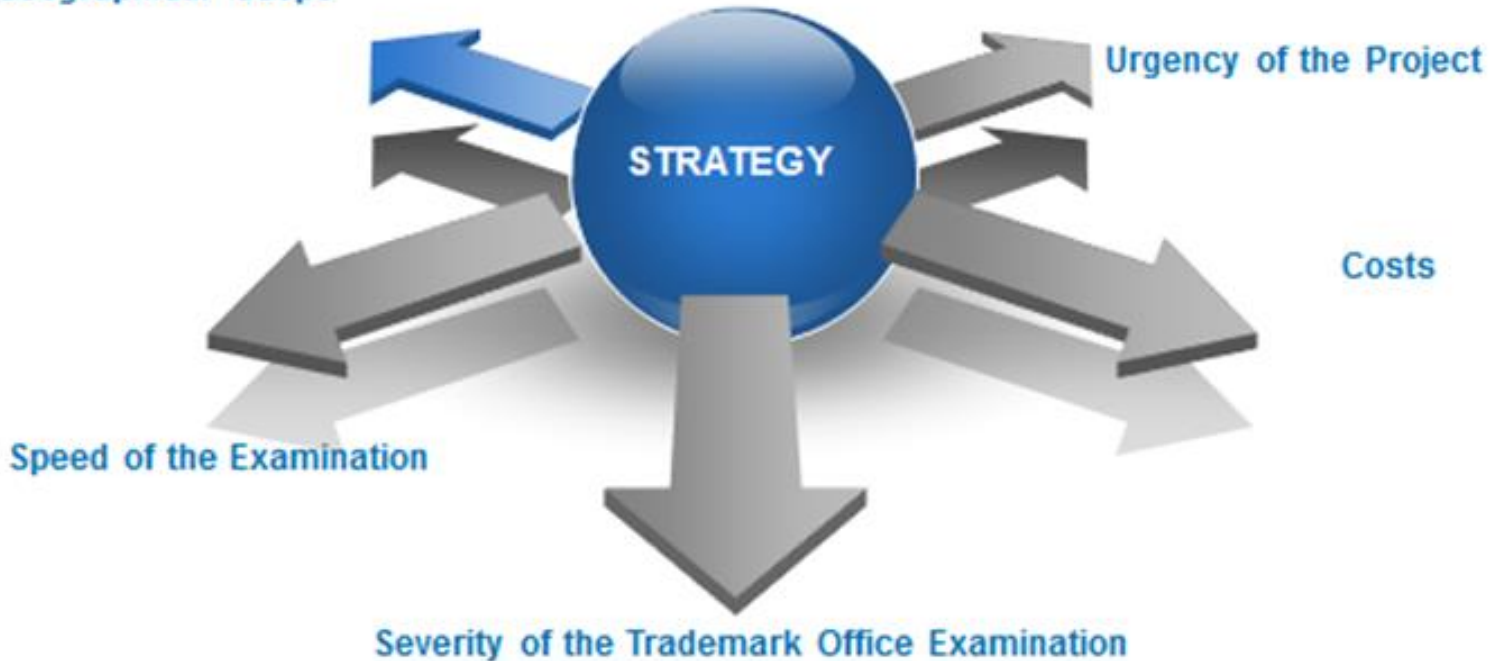 STRATEGY
Urgency of the Project
Costs
Speed of the Examination
Severity of the Trademark Office Examination